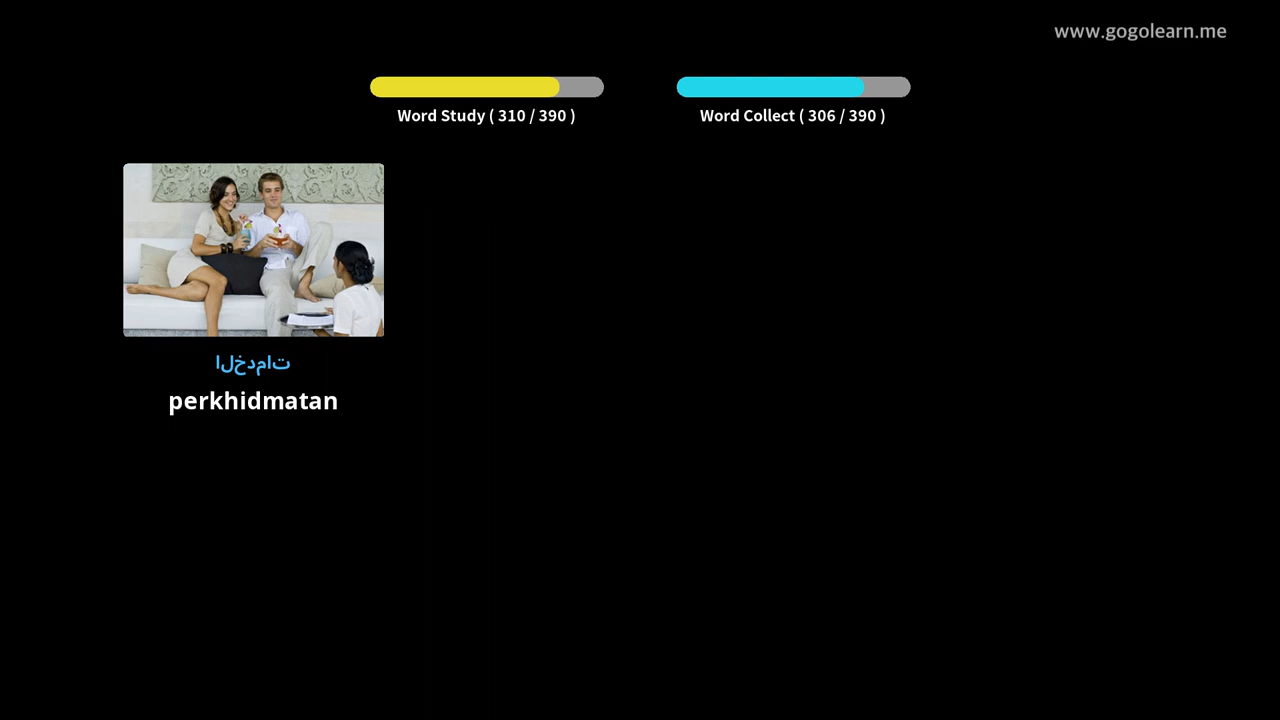 www.gogolearn.me
Word Study ( 310 / 390 )
Word Collect ( 306 / 390 )
الخدمات
perkhidmatan